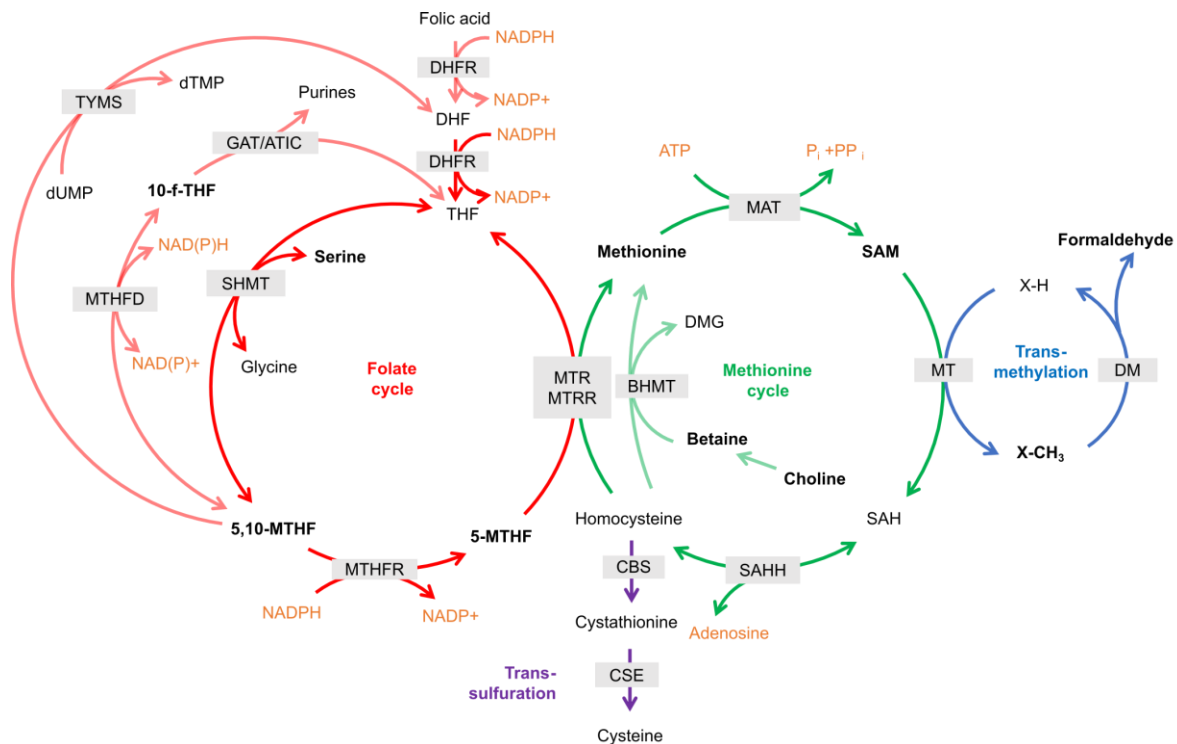 Folic acid
NADPH
DHFR
NADP+
DHF
NADPH
DHFR
NADP+
THF
TYMS
dTMP
dUMP
Purines
GAT/ATIC
10-f-THF
NAD(P)H
MTHFD
NAD(P)+
SHMT
Serine
Glycine
Folate
cycle
5,10-MTHF
MTHFR
NADPH
NADP+
5-MTHF
MTR
MTRR
Methionine
ATP
MAT
Pi +PPi
SAM
DMG
BHMT
Methionine
cycle
Betaine
Choline
Homocysteine
SAHH
Adenosine
SAH
MT
X-H
Trans-
methylation
DM
Formaldehyde
X-CH₃
CBS
Cystathionine
Trans-
sulfuration
CSE
Cysteine